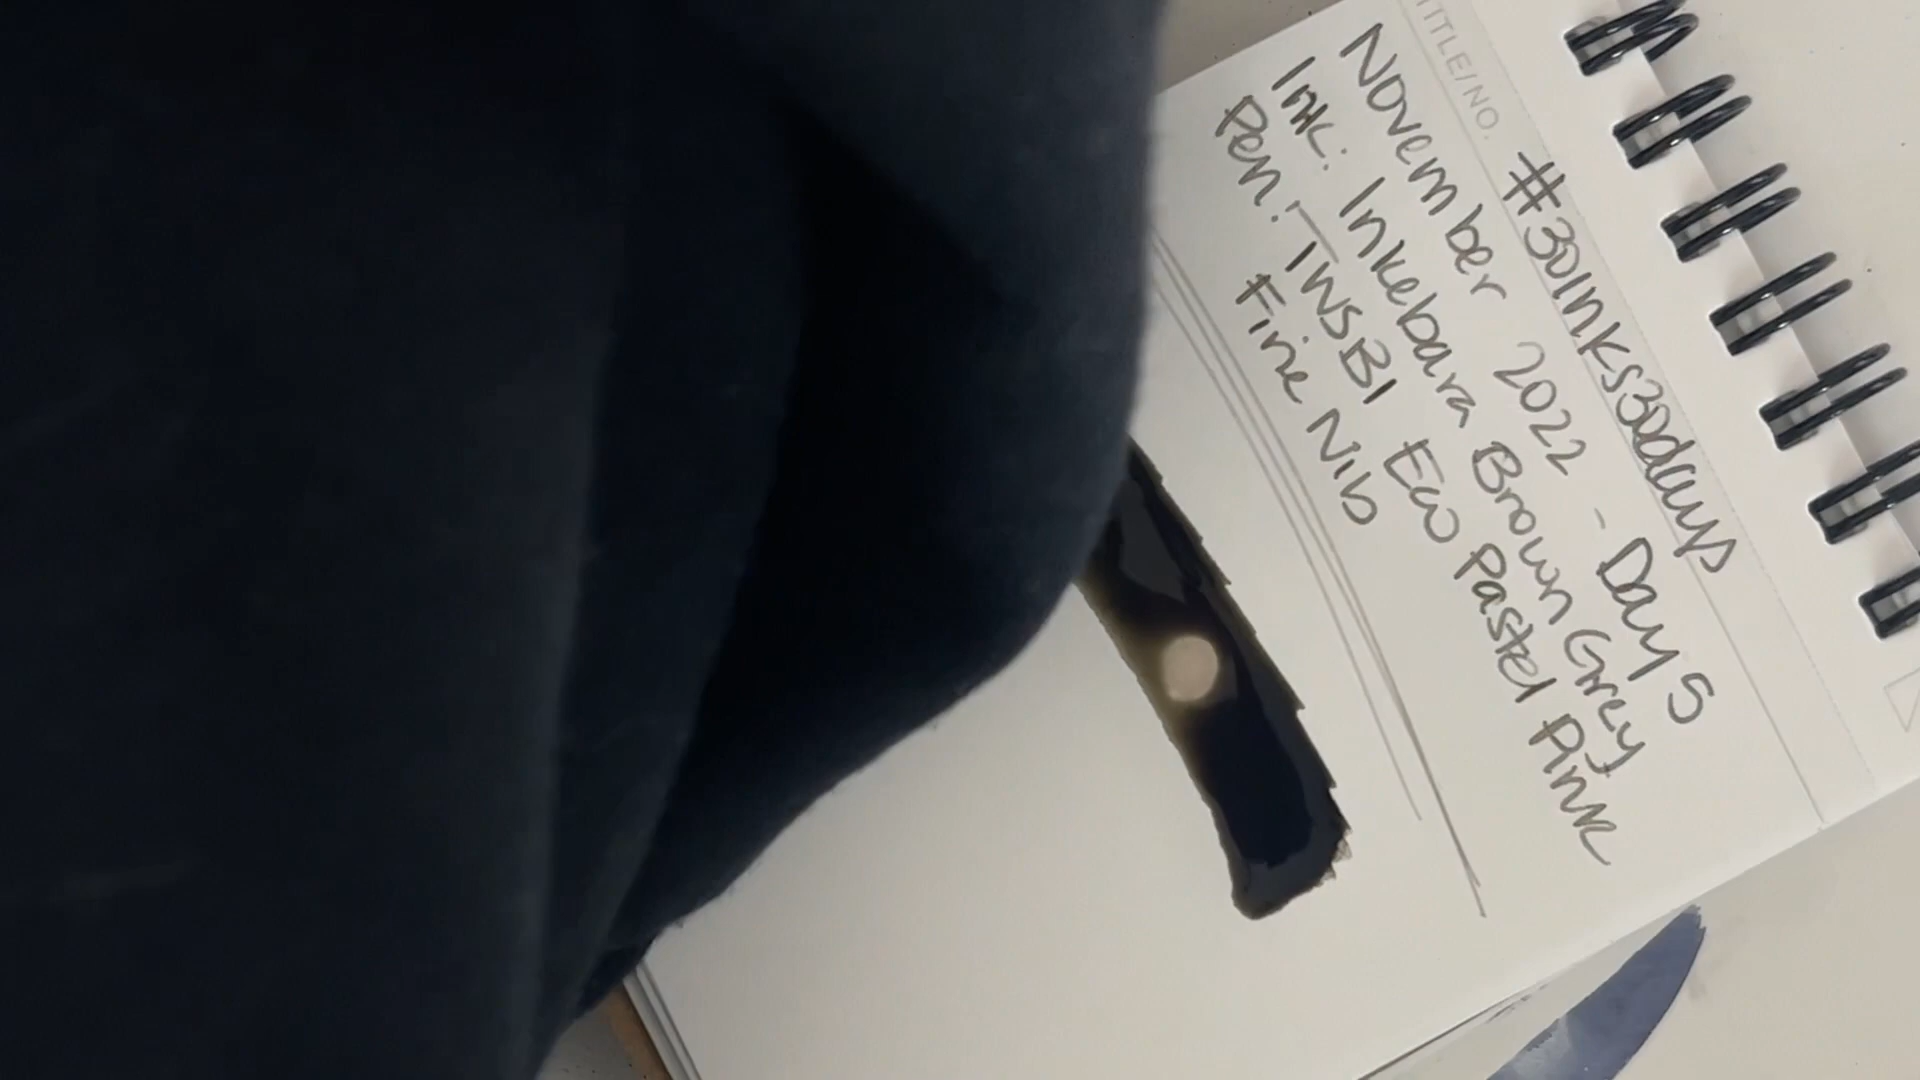 TITLE/NO.
#30inks30days
November 2022 - Day 5
Ink: Inkebara Brown Grey
Pen: TWSBI Eco Pastel Pink
Fine Nib